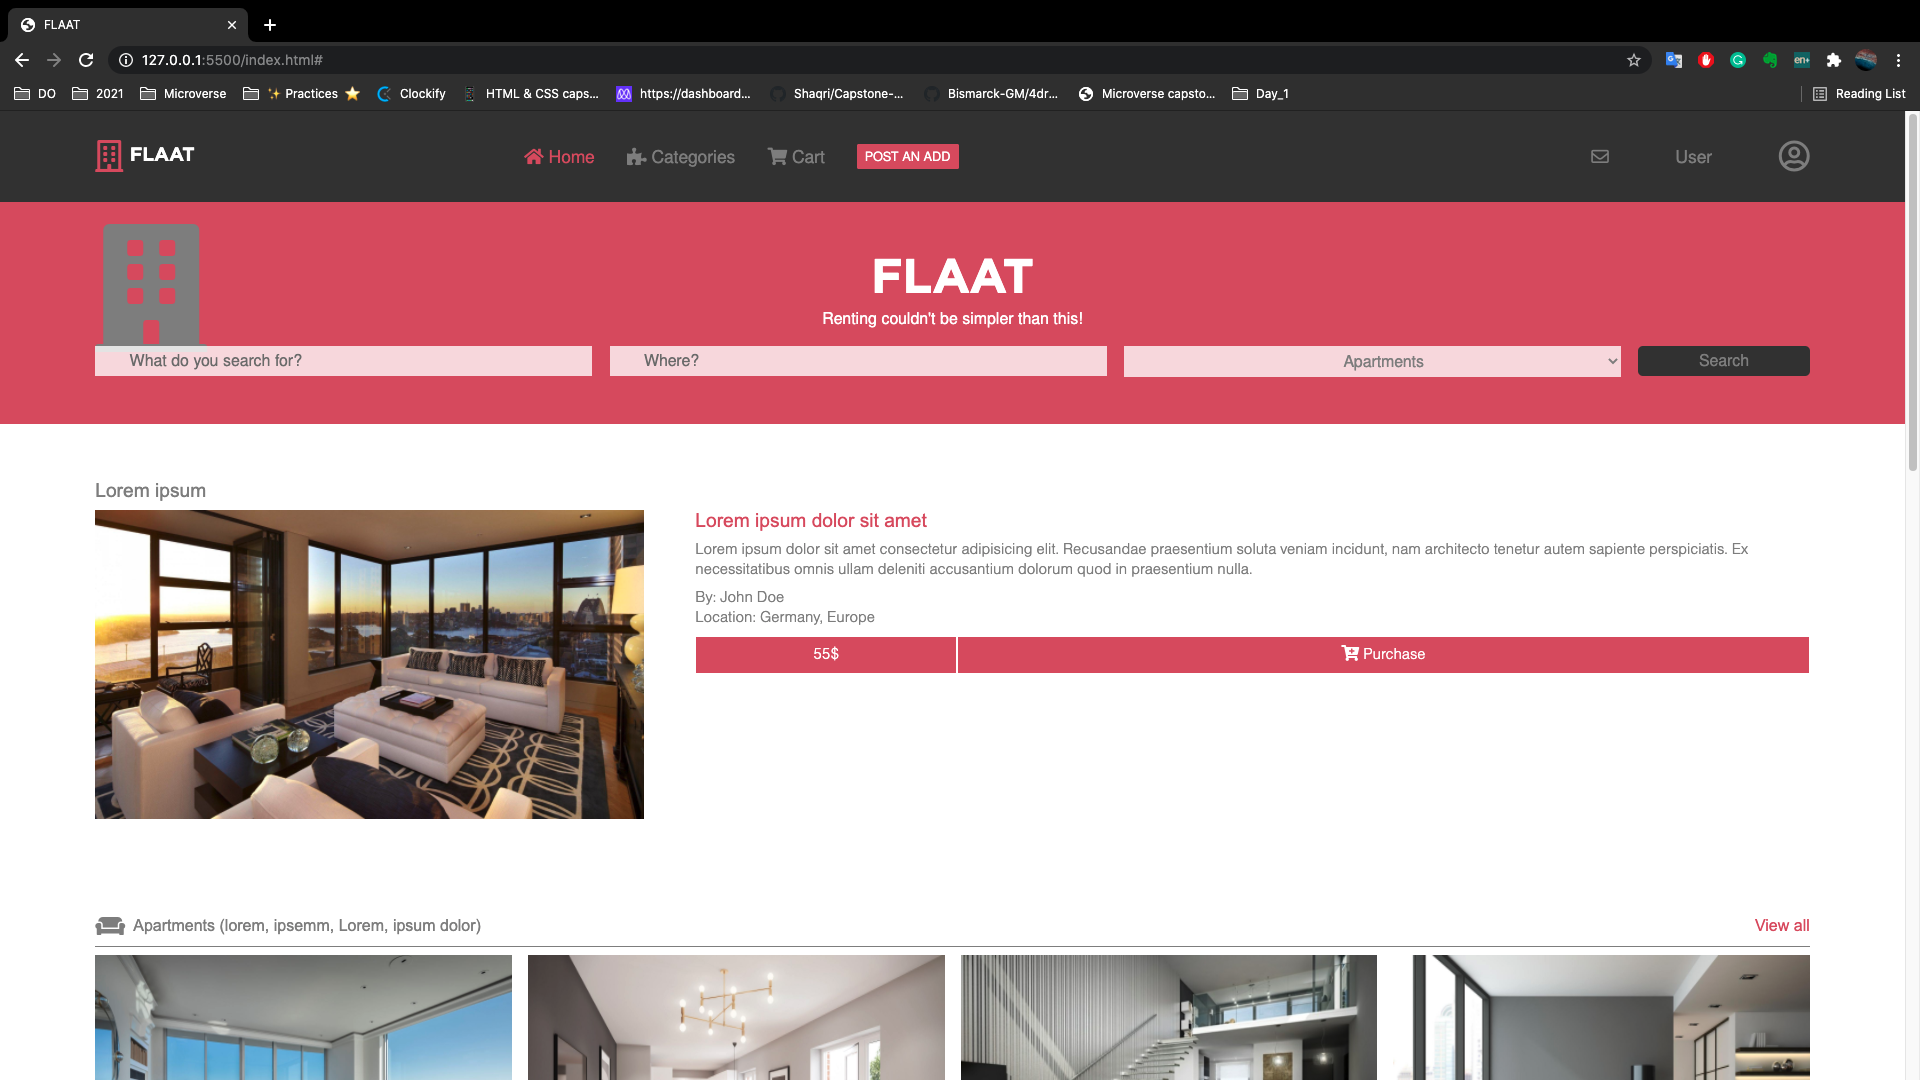 FLAAT
127.0.0.1:5500/index.html#
DO
2021
Microverse
✨ Practices ⭐
Clockify
HTML & CSS caps...
https://dashboard...
Shaqri/Capstone-...
Bismarck-GM/4dr...
Microverse capsto...
Day_1
Reading List
FLAAT
Home
Categories
Cart
POST AN ADD
User
FLAAT
Renting couldn't be simpler than this!
What do you search for?
Where?
Apartments
Search
Lorem ipsum
Lorem ipsum dolor sit amet
Lorem ipsum dolor sit amet consectetur adipisicing elit. Recusandae praesentium soluta veniam incidunt, nam architecto tenetur autem sapiente perspiciatis. Ex
necessitatibus omnis ullam deleniti accusantium dolorum quod in praesentium nulla.
By: John Doe
Location: Germany, Europe
55$
Purchase
Apartments (lorem, ipsemm, Lorem, ipsum dolor)
View all